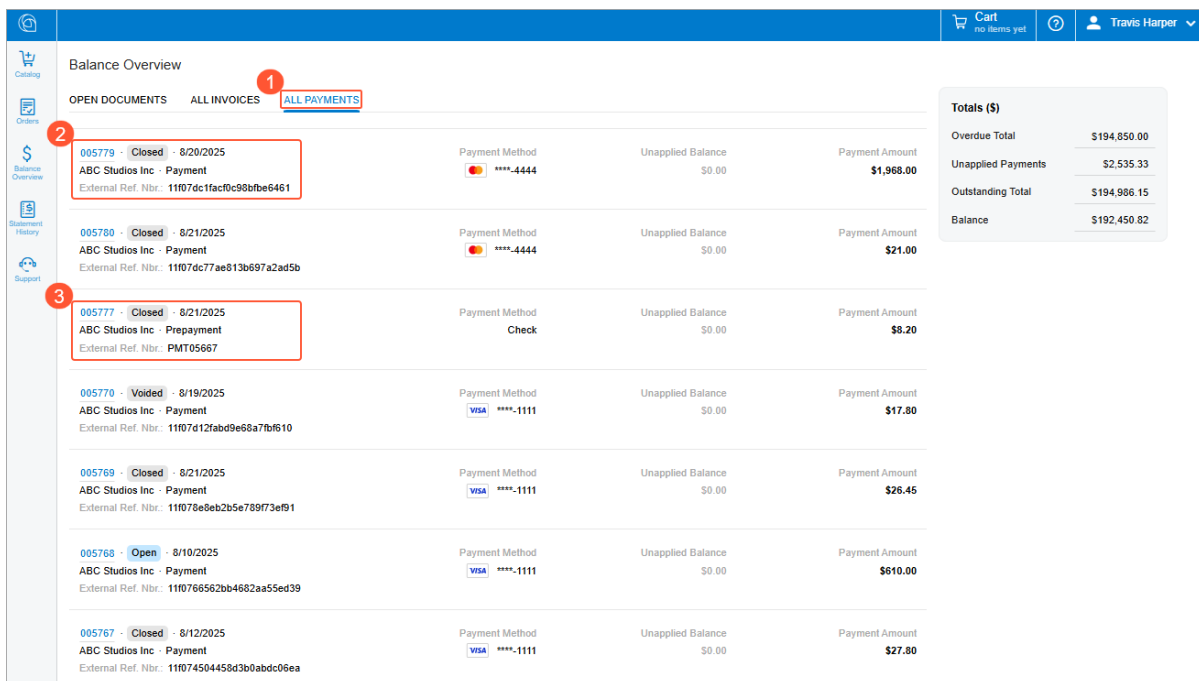 Cart
no items yet
Travis Harper
Catalog
Orders
Balance
Overview
Statement
History
Support
Balance Overview
1
OPEN DOCUMENTS ALL INVOICES ALL PAYMENTS
2
005779 · Closed · 8/20/2025 Payment Method Unapplied Balance Payment Amount
ABC Studios Inc · Payment ****-4444 $0.00 $1,968.00
External Ref. Nbr.: 11f07dc1facf0c98bfbe6461
005780 · Closed · 8/21/2025 Payment Method Unapplied Balance Payment Amount
ABC Studios Inc · Payment ****-4444 $0.00 $21.00
External Ref. Nbr.: 11f07dc77ae813b697a2ad5b
3
005777 · Closed · 8/21/2025 Payment Method Unapplied Balance Payment Amount
ABC Studios Inc · Prepayment Check $0.00 $8.20
External Ref. Nbr.: PMT05667
005770 · Voided · 8/19/2025 Payment Method Unapplied Balance Payment Amount
ABC Studios Inc · Payment VISA ****-1111 $0.00 $17.80
External Ref. Nbr.: 11f07d12fabd9e68a7fbf610
005769 · Closed · 8/21/2025 Payment Method Unapplied Balance Payment Amount
ABC Studios Inc · Payment VISA ****-1111 $0.00 $26.45
External Ref. Nbr.: 11f078e8eb2b5e789f73ef91
005768 · Open · 8/10/2025 Payment Method Unapplied Balance Payment Amount
ABC Studios Inc · Payment VISA ****-1111 $0.00 $610.00
External Ref. Nbr.: 11f0766562bb4682aa55ed39
005767 · Closed · 8/12/2025 Payment Method Unapplied Balance Payment Amount
ABC Studios Inc · Payment VISA ****-1111 $0.00 $27.80
External Ref. Nbr.: 11f074504458d3b0abdc06ea
Totals ($)
Overdue Total $194,850.00
Unapplied Payments $2,535.33
Outstanding Total $194,986.15
Balance $192,450.82